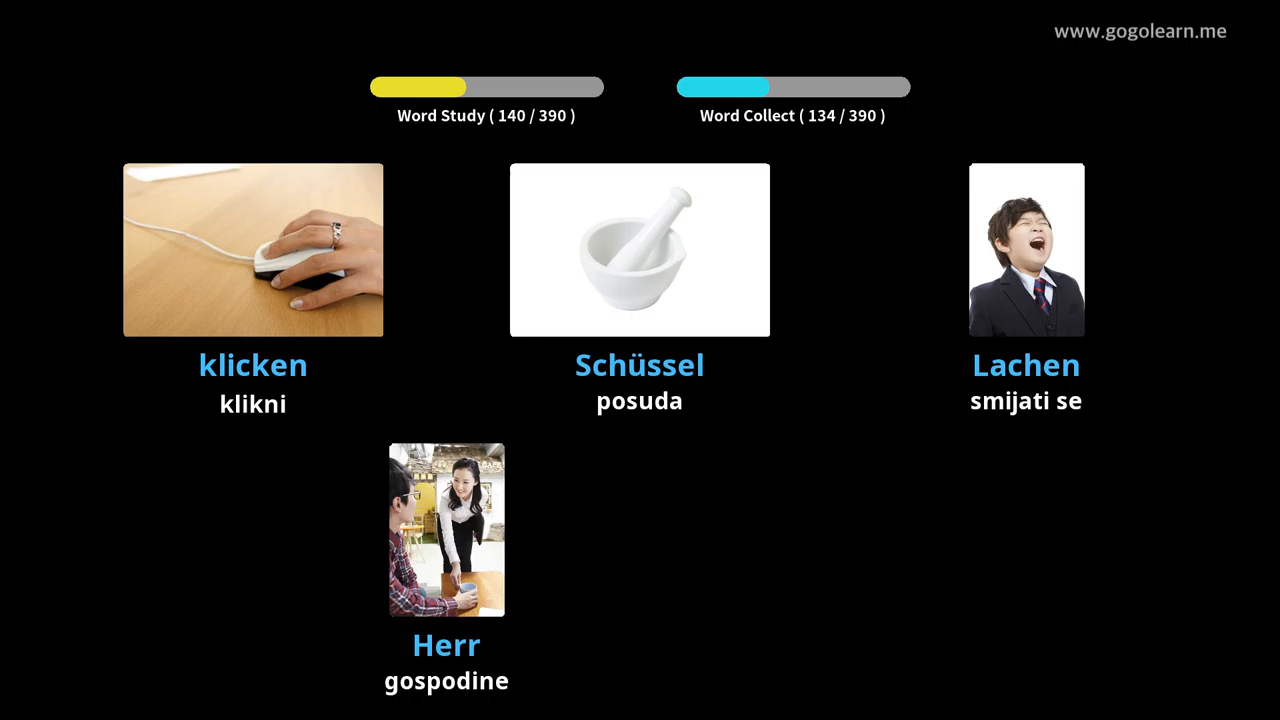 www.gogolearn.me
Word Study ( 140 / 390 )
Word Collect ( 134 / 390 )
klicken
klikni
Schüssel
posuda
Lachen
smijati se
Herr
gospodine